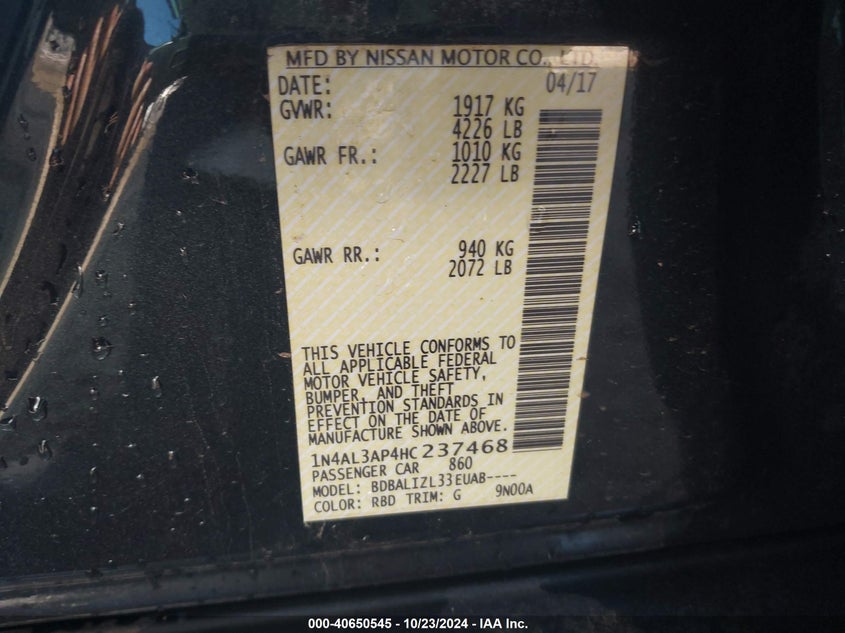 MFD BY NISSAN MOTOR CO., LTD.
DATE: 04/17
GVWR: 1917 KG
4226 LB
GAWR FR.: 1010 KG
2227 LB
GAWR RR.: 940 KG
2072 LB
THIS VEHICLE CONFORMS TO
ALL APPLICABLE FEDERAL
MOTOR VEHICLE SAFETY,
BUMPER, AND THEFT
PREVENTION STANDARDS IN
EFFECT ON THE DATE OF
MANUFACTURE SHOWN ABOVE.
1N4AL3AP4HC237468
PASSENGER CAR 860
MODEL: BDBALIZL33EUAB----
COLOR: RBD TRIM: G 9N00A
000-40650545 - 10/23/2024 - IAA Inc.